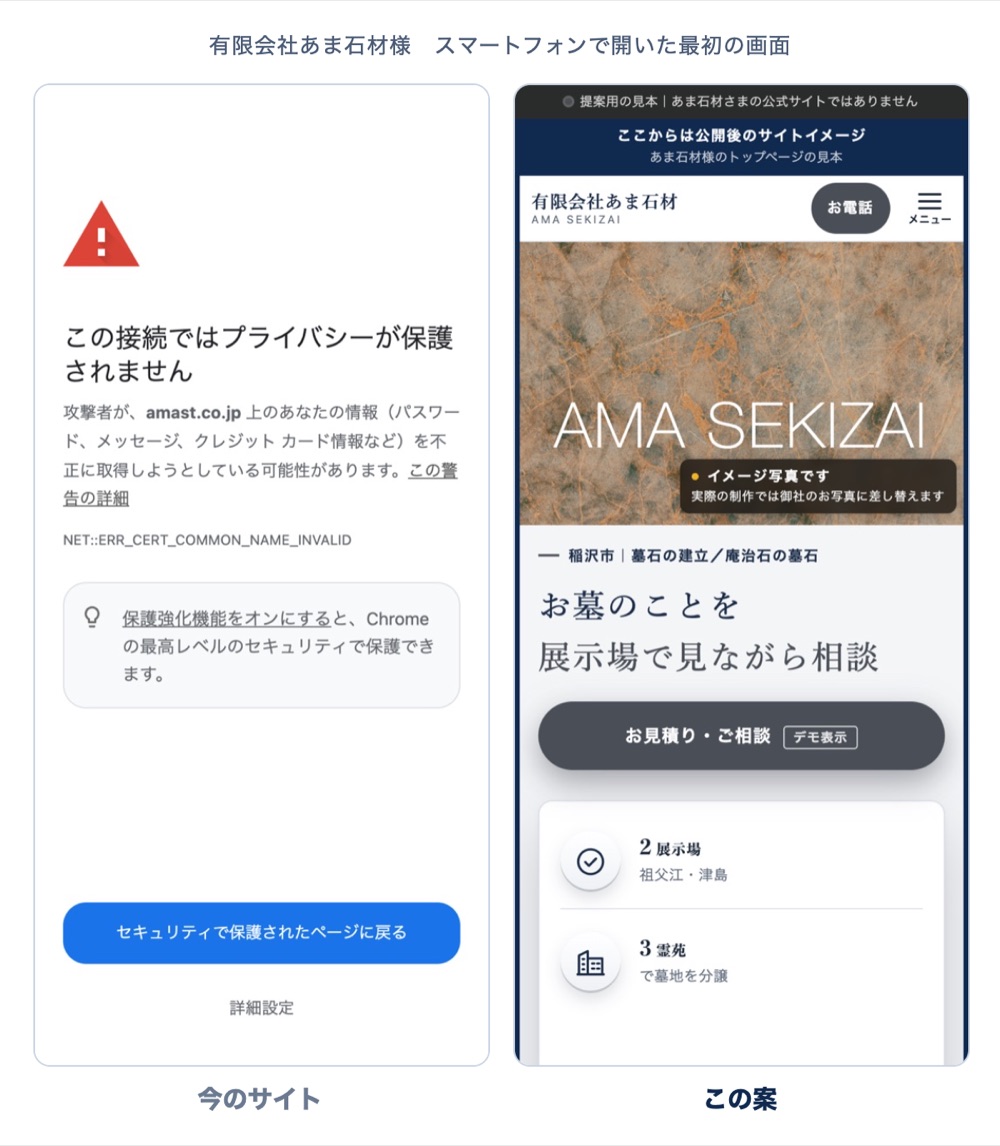 有限会社あま石材様　スマートフォンで開いた最初の画面
この接続ではプライバシーが保護
されません
攻撃者が、amast.co.jp 上のあなたの情報（パスワー
ド、メッセージ、クレジット カード情報など）を不
正に取得しようとしている可能性があります。この警
告の詳細
NET::ERR_CERT_COMMON_NAME_INVALID
保護強化機能をオンにすると、Chrome
の最高レベルのセキュリティで保護でき
ます。
セキュリティで保護されたページに戻る
詳細設定
今のサイト
提案用の見本｜あま石材さまの公式サイトではありません
ここからは公開後のサイトイメージ
あま石材様のトップページの見本
有限会社あま石材
AMA SEKIZAI
お電話
メニュー
AMA SEKIZAI
イメージ写真です
実際の制作では御社のお写真に差し替えます
稲沢市｜墓石の建立／庵治石の墓石
お墓のことを
展示場で見ながら相談
お見積り・ご相談 デモ表示
2 展示場
祖父江・津島
3 霊苑
で墓地を分譲
この案